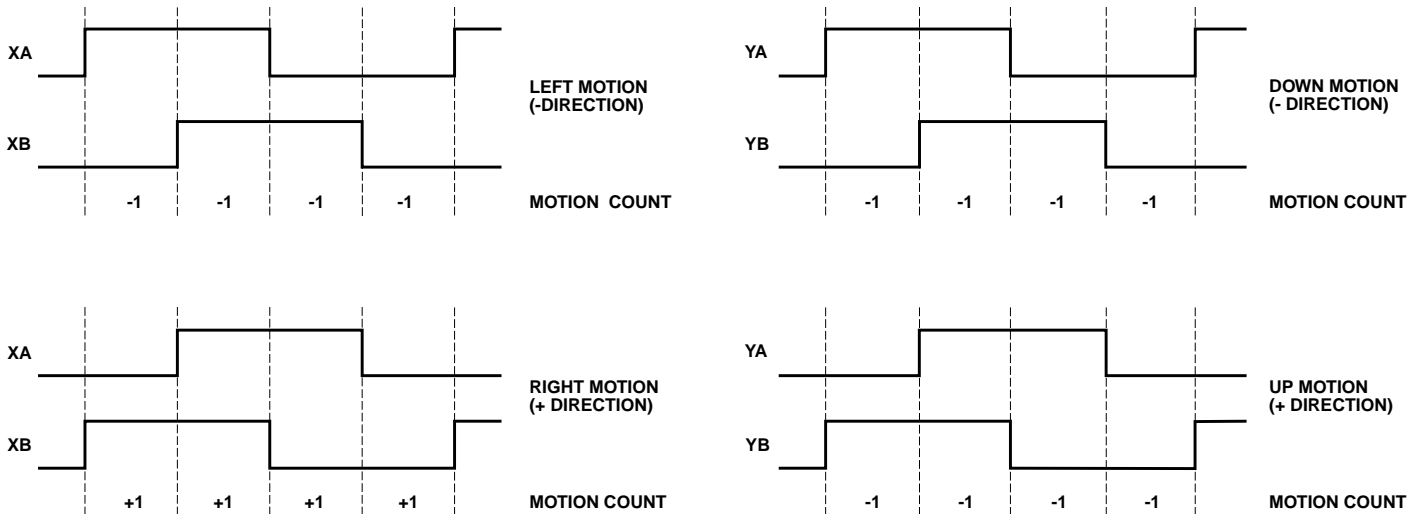 XA
LEFT MOTION
(-DIRECTION)
XB
-1 -1 -1 -1 MOTION COUNT
YA
DOWN MOTION
(- DIRECTION)
YB
-1 -1 -1 -1 MOTION COUNT
XA
RIGHT MOTION
(+ DIRECTION)
XB
+1 +1 +1 +1 MOTION COUNT
YA
UP MOTION
(+ DIRECTION)
YB
-1 -1 -1 -1 MOTION COUNT